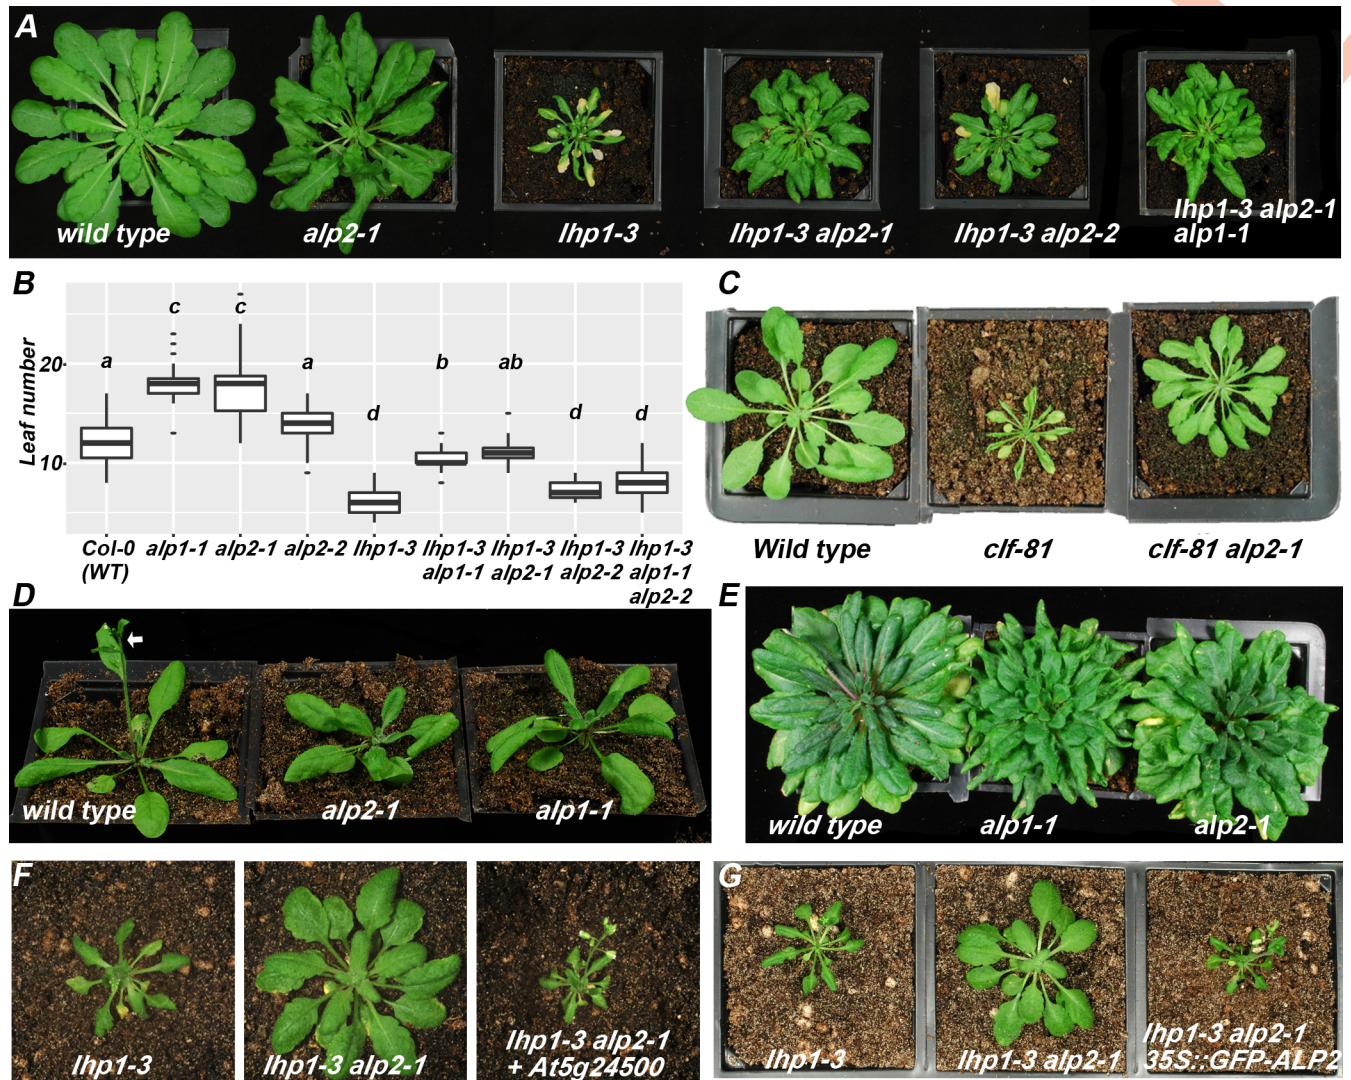 A
wild type
alp2-1
lhp1-3
lhp1-3 alp2-1
lhp1-3 alp2-2
lhp1-3 alp2-1
alp1-1
B
Leaf number
20
10
a
c
c
a
d
b
ab
d
d
Col-0
(WT)
alp1-1
alp2-1
alp2-2
lhp1-3
lhp1-3
alp1-1
lhp1-3
alp2-1
lhp1-3
alp2-2
lhp1-3
alp1-1
alp2-2
C
Wild type
clf-81
clf-81 alp2-1
D
wild type
alp2-1
alp1-1
E
wild type
alp1-1
alp2-1
F
lhp1-3
lhp1-3 alp2-1
lhp1-3 alp2-1
+ At5g24500
G
lhp1-3
lhp1-3 alp2-1
lhp1-3 alp2-1
35S::GFP-ALP2